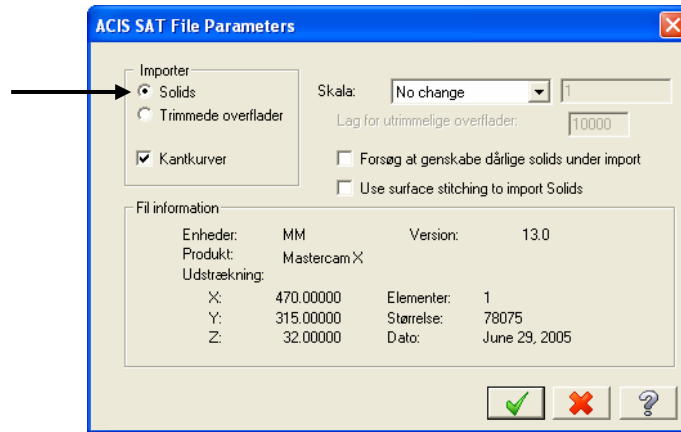 ACIS SAT File Parameters
Importer
Solids
Trimmede overflader
Kantkurver
Skala: No change 1
Lag for utrimmelige overflader: 10000
Forsøg at genskabe dårlige solids under import
Use surface stitching to import Solids
Fil information
Enheder: MM Version: 13.0
Produkt: Mastercam X
Udstrækning:
X: 470.00000 Elementer: 1
Y: 315.00000 Størrelse: 78075
Z: 32.00000 Dato: June 29, 2005